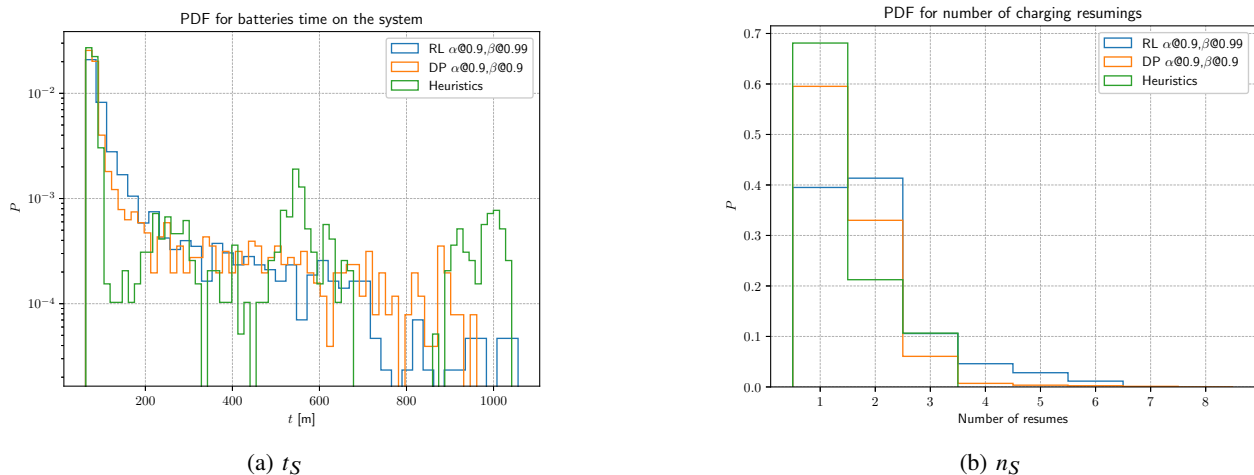 PDF for batteries time on the system
RL α@0.9,β@0.99
DP α@0.9,β@0.9
Heuristics
10⁻²
10⁻³
10⁻⁴
P
200 400 600 800 1000
t [m]
(a) t_S
PDF for number of charging resumings
RL α@0.9,β@0.99
DP α@0.9,β@0.9
Heuristics
0.7
0.6
0.5
0.4
0.3
0.2
0.1
0.0
P
1 2 3 4 5 6 7 8
Number of resumes
(b) n_S